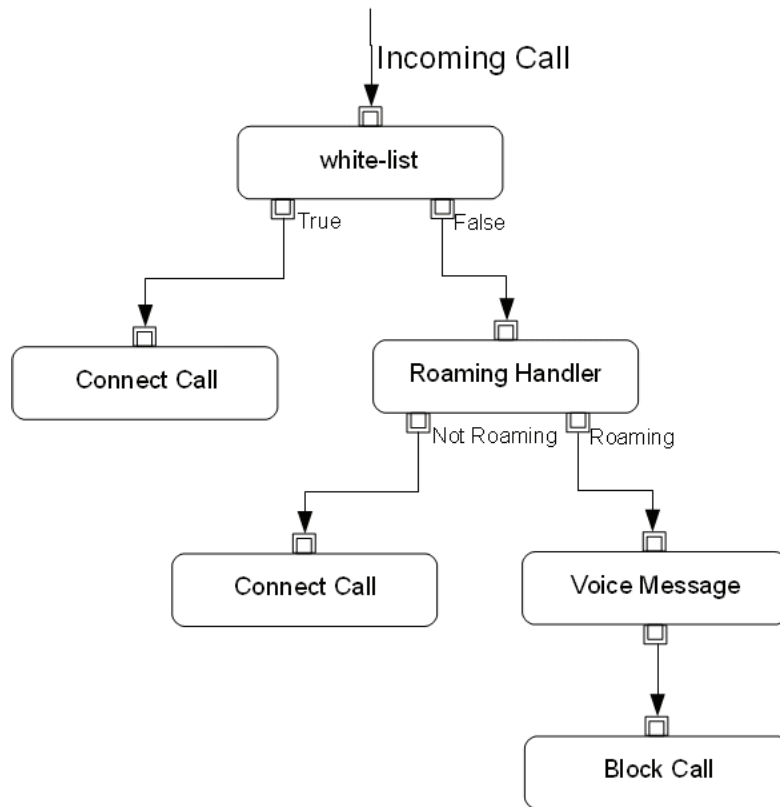 Incoming Call
white-list
True
False
Connect Call
Roaming Handler
Not Roaming
Roaming
Connect Call
Voice Message
Block Call